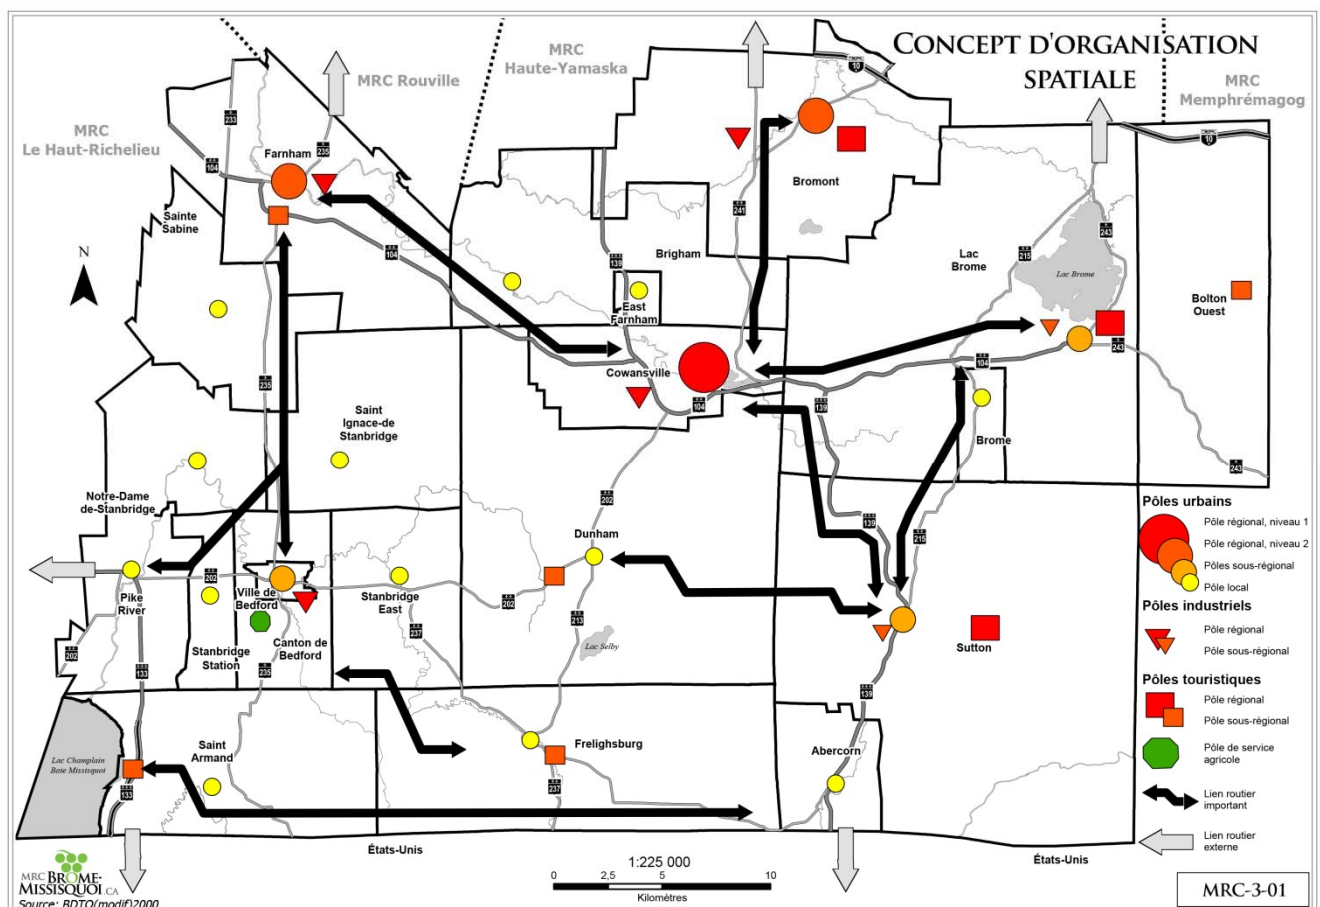 CONCEPT D'ORGANISATION
SPATIALE
MRC
Haute-Yamaska
MRC Rouville
MRC
Memphrémagog
MRC
Le Haut-Richelieu
10
10
233
235
104
Farnham
Bromont
241
Sainte
Sabine
N
104
139
Brigham
Lac
Brome
215
243
Lac Brome
Bolton
Ouest
East
Farnham
243
235
Cowansville
104
104
139
Brome
243
Saint
Ignace-de
Stanbridge
Notre-Dame
de-Stanbridge
202
139
215
Dunham
202
Pike
River
Ville de
Bedford
Stanbridge
East
202
237
213
Lac Selby
Sutton
Stanbridge
Station
Canton de
Bedford
202
133
235
139
Lac Champlain
Baie Missisquoi
Saint
Armand
Frelighsburg
Abercorn
133
237
États-Unis
États-Unis
Pôles urbains
Pôle régional, niveau 1
Pôle régional, niveau 2
Pôles sous-régional
Pôle local
Pôles industriels
Pôle régional
Pôle sous-régional
Pôles touristiques
Pôle régional
Pôle sous-régional
Pôle de service
agricole
Lien routier
important
Lien routier
externe
1:225 000
0 2,5 5 10
Kilomètres
MRC BROME-
MISSISQUOI.CA
Source: BDTQ(modif)2000
MRC-3-01